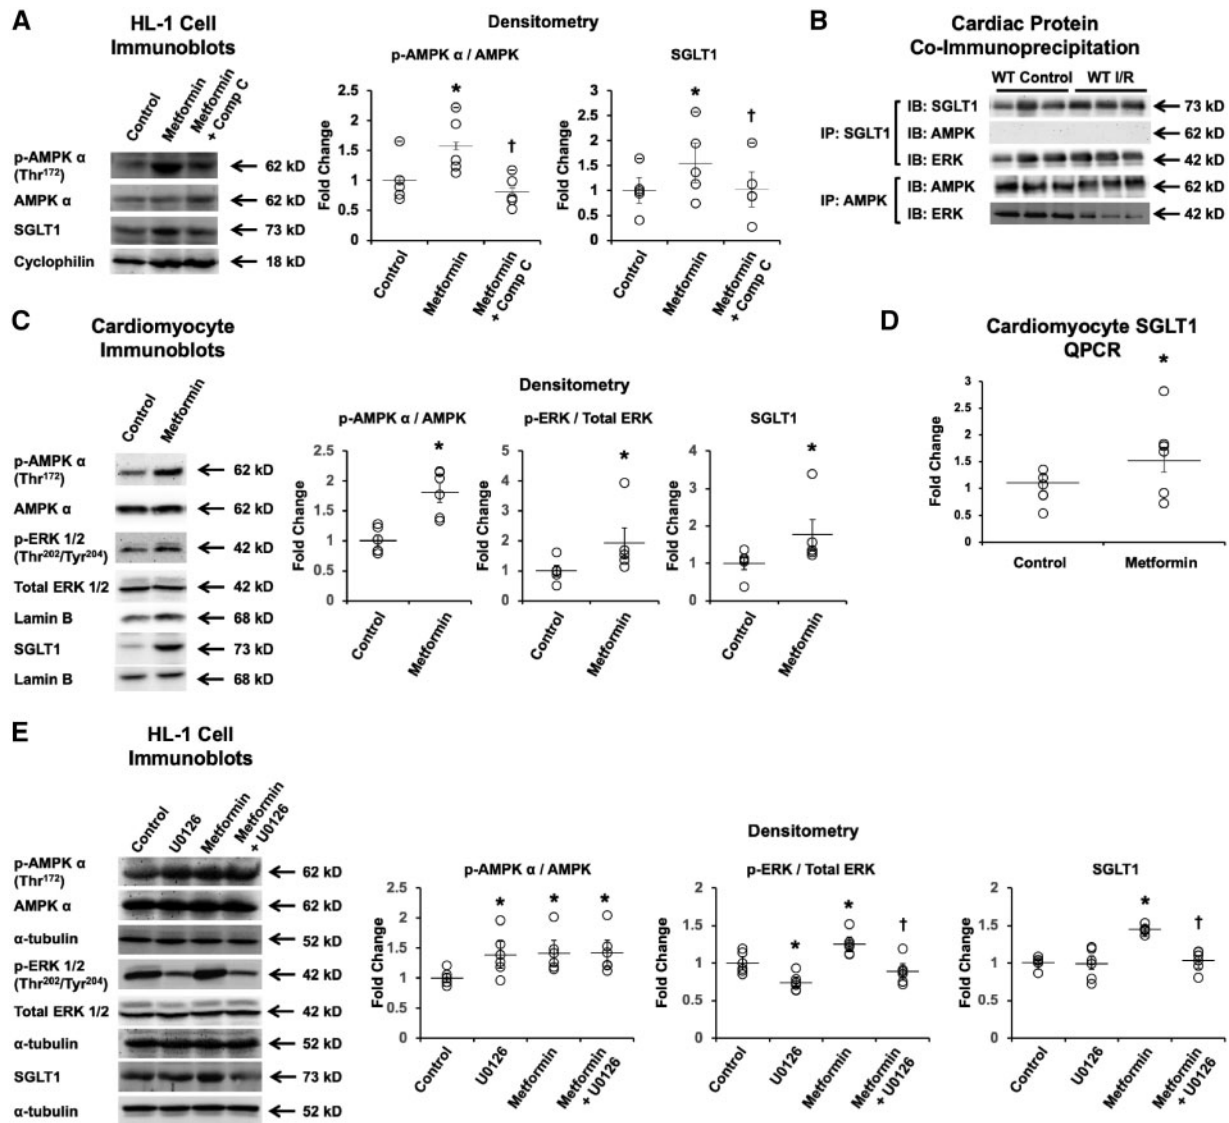 A
HL-1 Cell
Immunoblots
Control
Metformin
Metformin
+ Comp C
p-AMPK α
(Thr¹⁷²)
62 kD
AMPK α
62 kD
SGLT1
73 kD
Cyclophilin
18 kD
Densitometry
p-AMPK α / AMPK
Fold Change
2.5
2
1.5
1
0.5
0
*
†
Control
Metformin
Metformin
+ Comp C
SGLT1
Fold Change
3
2.5
2
1.5
1
0.5
0
*
†
Control
Metformin
Metformin
+ Comp C
B
Cardiac Protein
Co-Immunoprecipitation
WT Control WT I/R
IP: SGLT1
IB: SGLT1
73 kD
IB: AMPK
62 kD
IB: ERK
42 kD
IP: AMPK
IB: AMPK
62 kD
IB: ERK
42 kD
C
Cardiomyocyte
Immunoblots
Control
Metformin
p-AMPK α
(Thr¹⁷²)
62 kD
AMPK α
62 kD
p-ERK 1/2
(Thr²⁰²/Tyr²⁰⁴)
42 kD
Total ERK 1/2
42 kD
Lamin B
68 kD
SGLT1
73 kD
Lamin B
68 kD
Densitometry
p-AMPK α / AMPK
Fold Change
2.5
2
1.5
1
0.5
0
*
Control
Metformin
p-ERK / Total ERK
Fold Change
5
4
3
2
1
0
*
Control
Metformin
SGLT1
Fold Change
4
3
2
1
0
*
Control
Metformin
D
Cardiomyocyte SGLT1
QPCR
Fold Change
3
2.5
2
1.5
1
0.5
0
*
Control
Metformin
E
HL-1 Cell
Immunoblots
Control
U0126
Metformin
Metformin
+ U0126
p-AMPK α
(Thr¹⁷²)
62 kD
AMPK α
62 kD
α-tubulin
52 kD
p-ERK 1/2
(Thr²⁰²/Tyr²⁰⁴)
42 kD
Total ERK 1/2
42 kD
α-tubulin
52 kD
SGLT1
73 kD
α-tubulin
52 kD
Densitometry
p-AMPK α / AMPK
Fold Change
2.5
2
1.5
1
0.5
0
*
*
*
Control
U0126
Metformin
Metformin
+ U0126
p-ERK / Total ERK
Fold Change
2
1.5
1
0.5
0
*
*
†
Control
U0126
Metformin
Metformin
+ U0126
SGLT1
Fold Change
2
1.5
1
0.5
0
*
†
Control
U0126
Metformin
Metformin
+ U0126